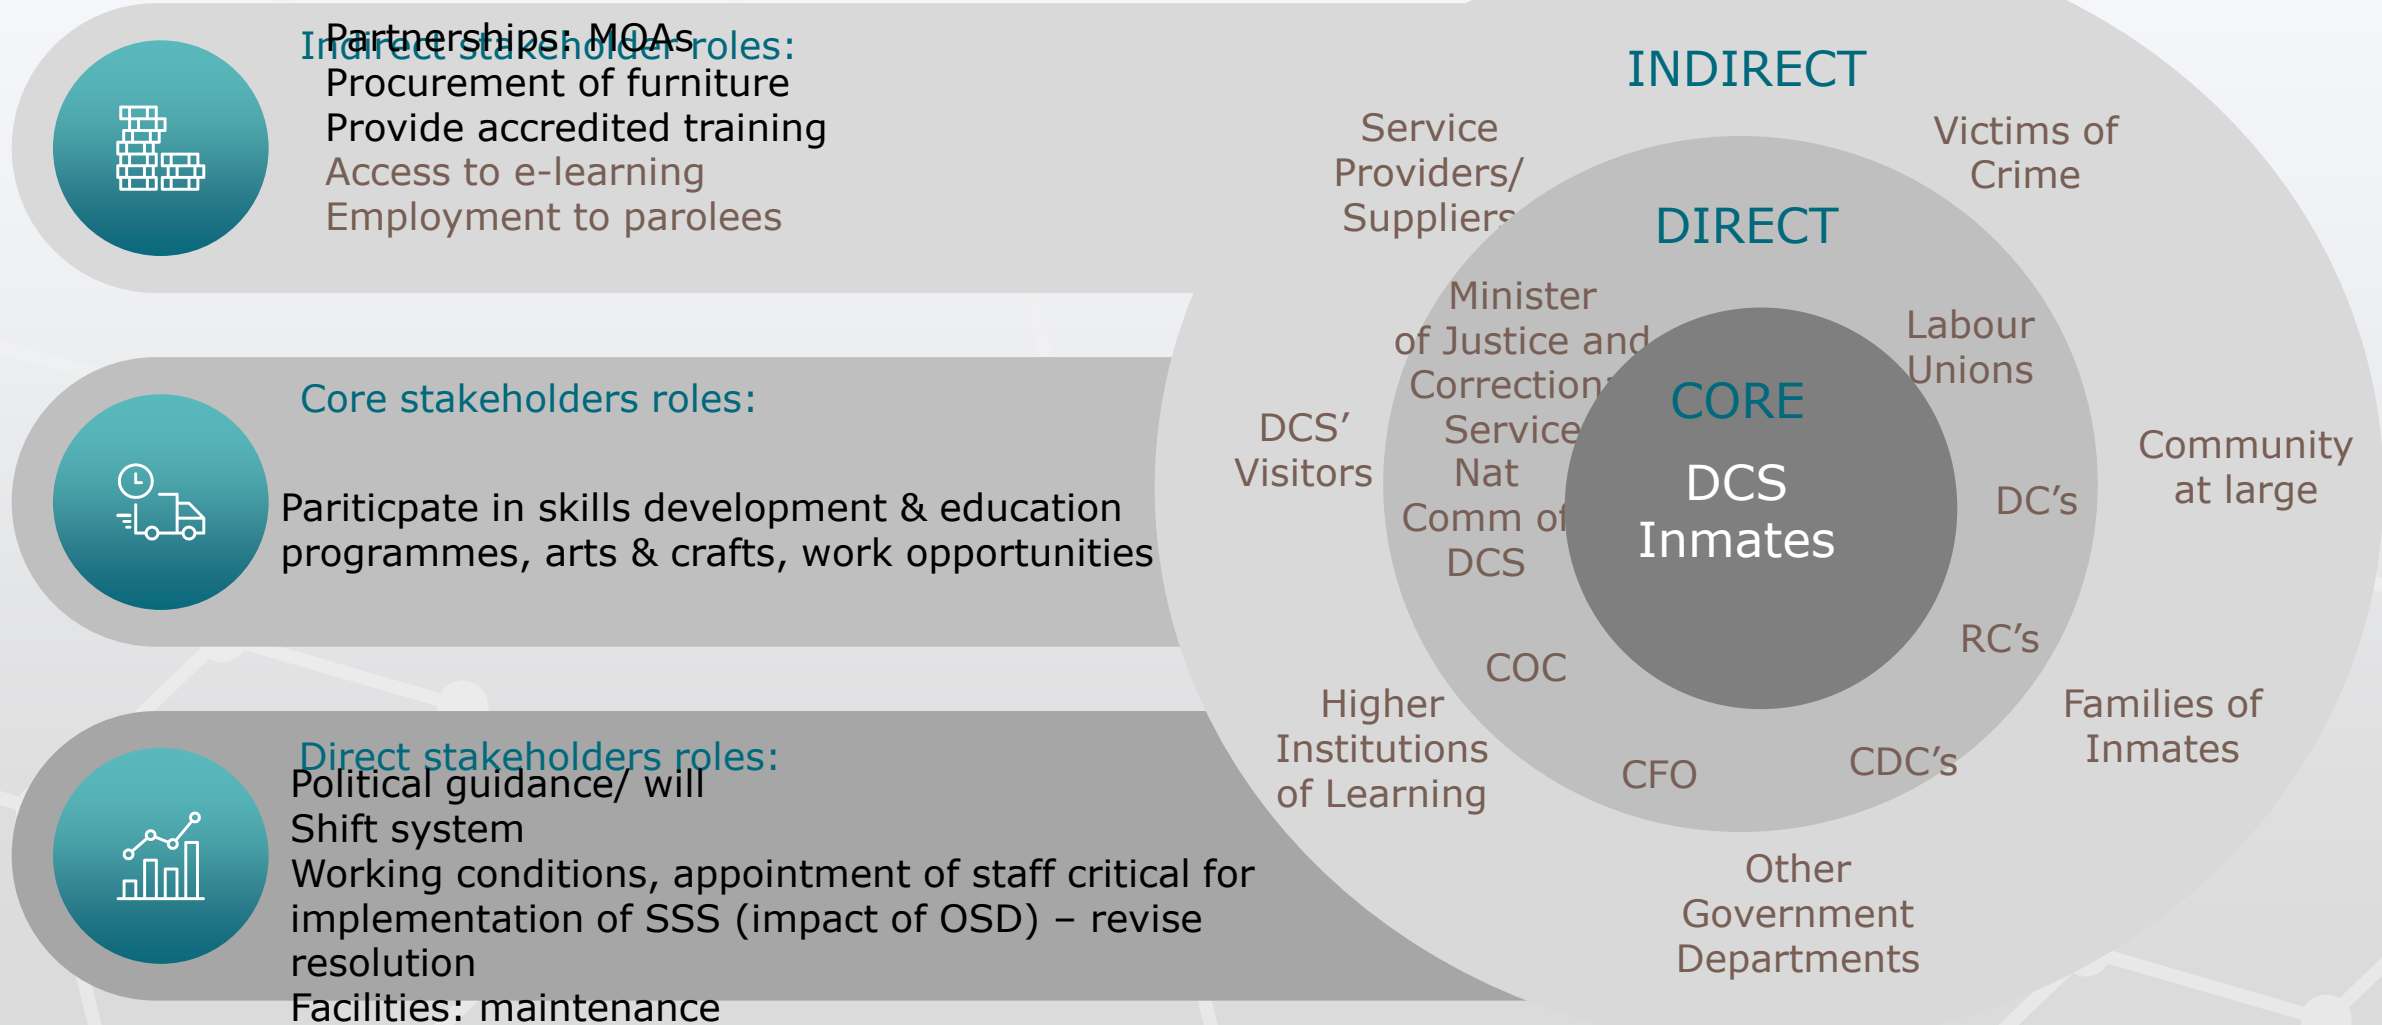 Indirect stakeholder roles:
Partnerships: MOAs
Procurement of furniture
Provide accredited training
Access to e-learning
Employment to parolees
Core stakeholders roles:
Pariticpate in skills development & education
programmes, arts & crafts, work opportunities
Direct stakeholders roles:
Political guidance/ will
Shift system
Working conditions, appointment of staff critical for
implementation of SSS (impact of OSD) – revise
resolution
Facilities: maintenance
INDIRECT
Service
Providers/
Suppliers
Victims of
Crime
DCS’
Visitors
Community
at large
Higher
Institutions
of Learning
Families of
Inmates
Other
Government
Departments
DIRECT
Minister
of Justice and
Correctiona
Service
Nat
Comm of
DCS
Labour
Unions
DC’s
RC’s
COC
CFO
CDC’s
CORE
DCS
Inmates